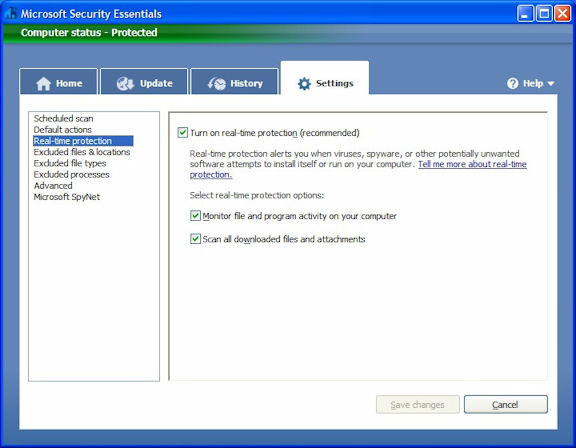 Microsoft Security Essentials
Computer status - Protected
Home
Update
History
Settings
Help
Scheduled scan
Default actions
Real-time protection
Excluded files & locations
Excluded file types
Excluded processes
Advanced
Microsoft SpyNet
Turn on real-time protection (recommended)
Real-time protection alerts you when viruses, spyware, or other potentially unwanted
software attempts to install itself or run on your computer. Tell me more about real-time
protection.
Select real-time protection options:
Monitor file and program activity on your computer
Scan all downloaded files and attachments
Save changes
Cancel